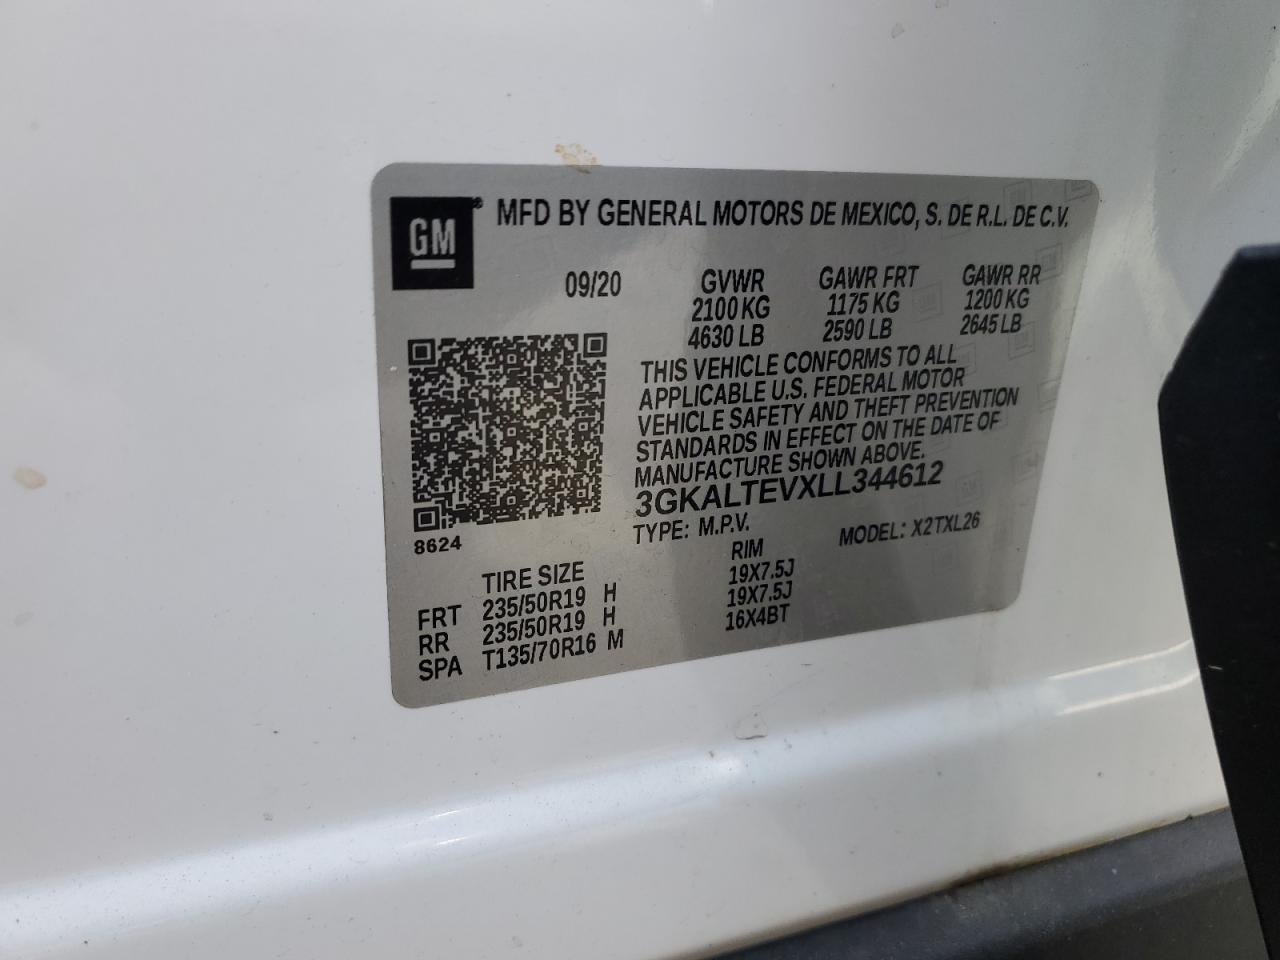 GM ® MFD BY GENERAL MOTORS DE MEXICO, S. DE R.L. DE C.V.
09/20 GVWR GAWR FRT GAWR RR
2100 KG 1175 KG 1200 KG
4630 LB 2590 LB 2645 LB
THIS VEHICLE CONFORMS TO ALL
APPLICABLE U.S. FEDERAL MOTOR
VEHICLE SAFETY AND THEFT PREVENTION
STANDARDS IN EFFECT ON THE DATE OF
MANUFACTURE SHOWN ABOVE.
3GKALTEVXLL344612
TYPE: M.P.V. MODEL: X2TXL26
8624
TIRE SIZE RIM
FRT 235/50R19 H 19X7.5J
RR 235/50R19 H 19X7.5J
SPA T135/70R16 M 16X4BT